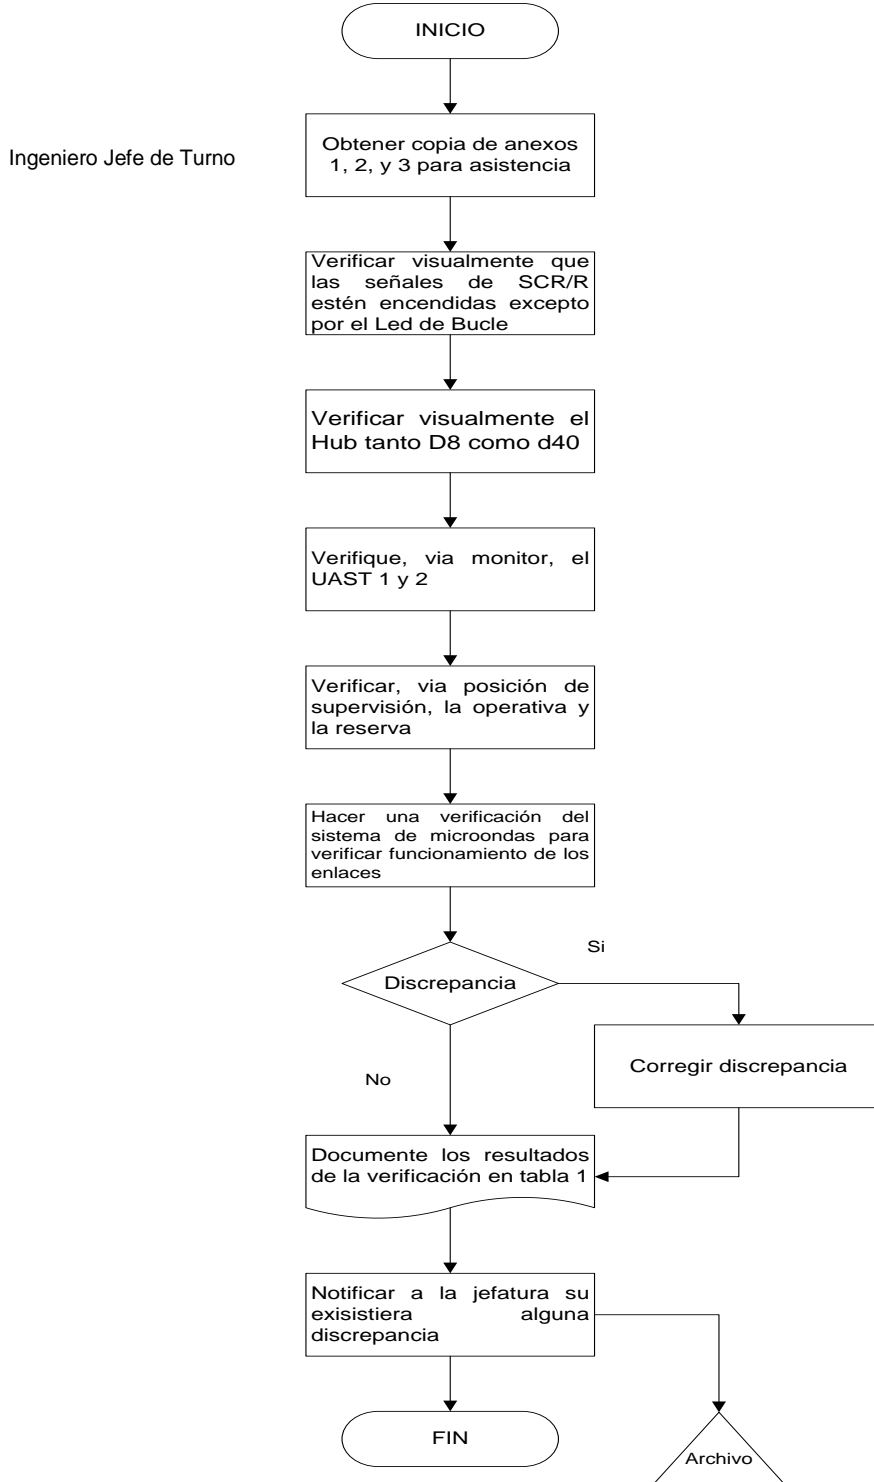 INICIO
Ingeniero Jefe de Turno
Obtener copia de anexos
1, 2, y 3 para asistencia
Verificar visualmente que
las señales de SCR/R
estén encendidas excepto
por el Led de Bucle
Verificar visualmente el
Hub tanto D8 como d40
Verifique, via monitor, el
UAST 1 y 2
Verificar, via posición de
supervisión, la operativa y
la reserva
Hacer una verificación del
sistema de microondas para
verificar funcionamiento de los
enlaces
Discrepancia
Si
Corregir discrepancia
No
Documente los resultados
de la verificación en tabla 1
Notificar a la jefatura su
exisistiera alguna
discrepancia
FIN
Archivo